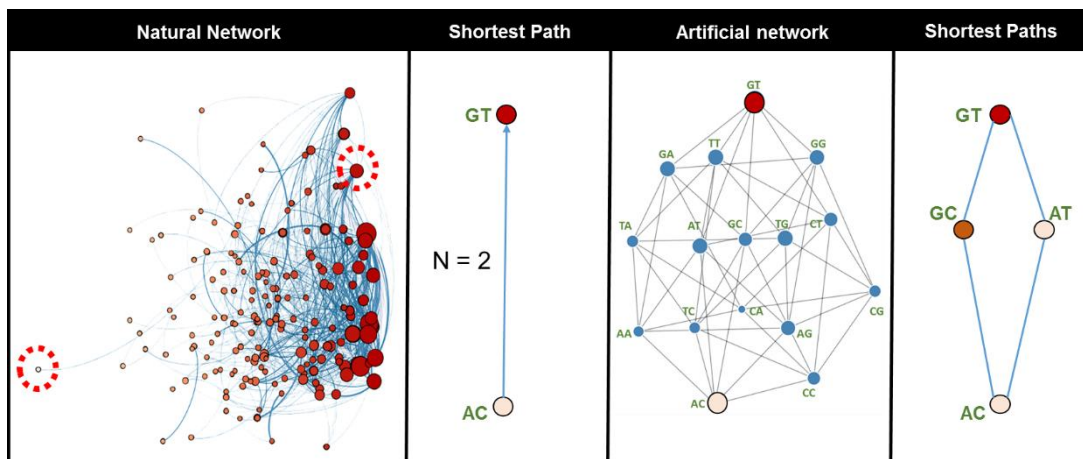 Natural Network
Shortest Path
Artificial network
Shortest Paths
GT
N = 2
AC
GT
GA
TT
GG
TA
AT
GC
TG
CT
CG
AA
TC
CA
AG
CC
AC
GT
GC
AT
AC